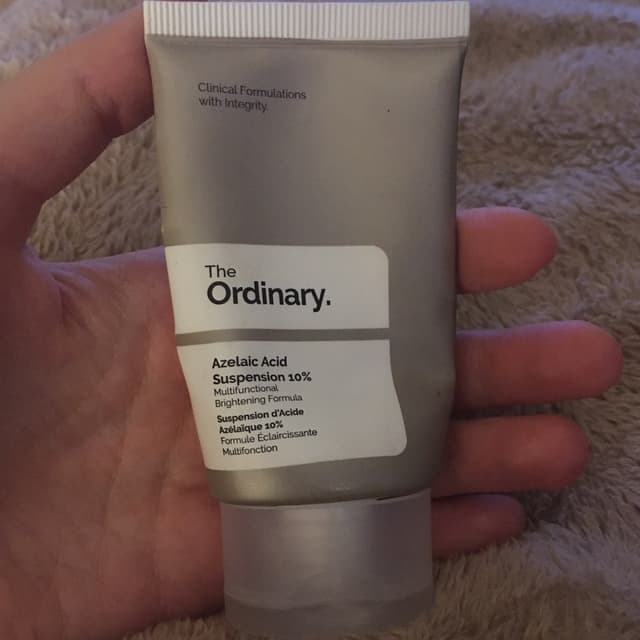 Clinical Formulations
with Integrity.
The
Ordinary.
Azelaic Acid
Suspension 10%
Multifunctional
Brightening Formula
Suspension d'Acide
Azélaïque 10%
Formule Éclaircissante
Multifonction